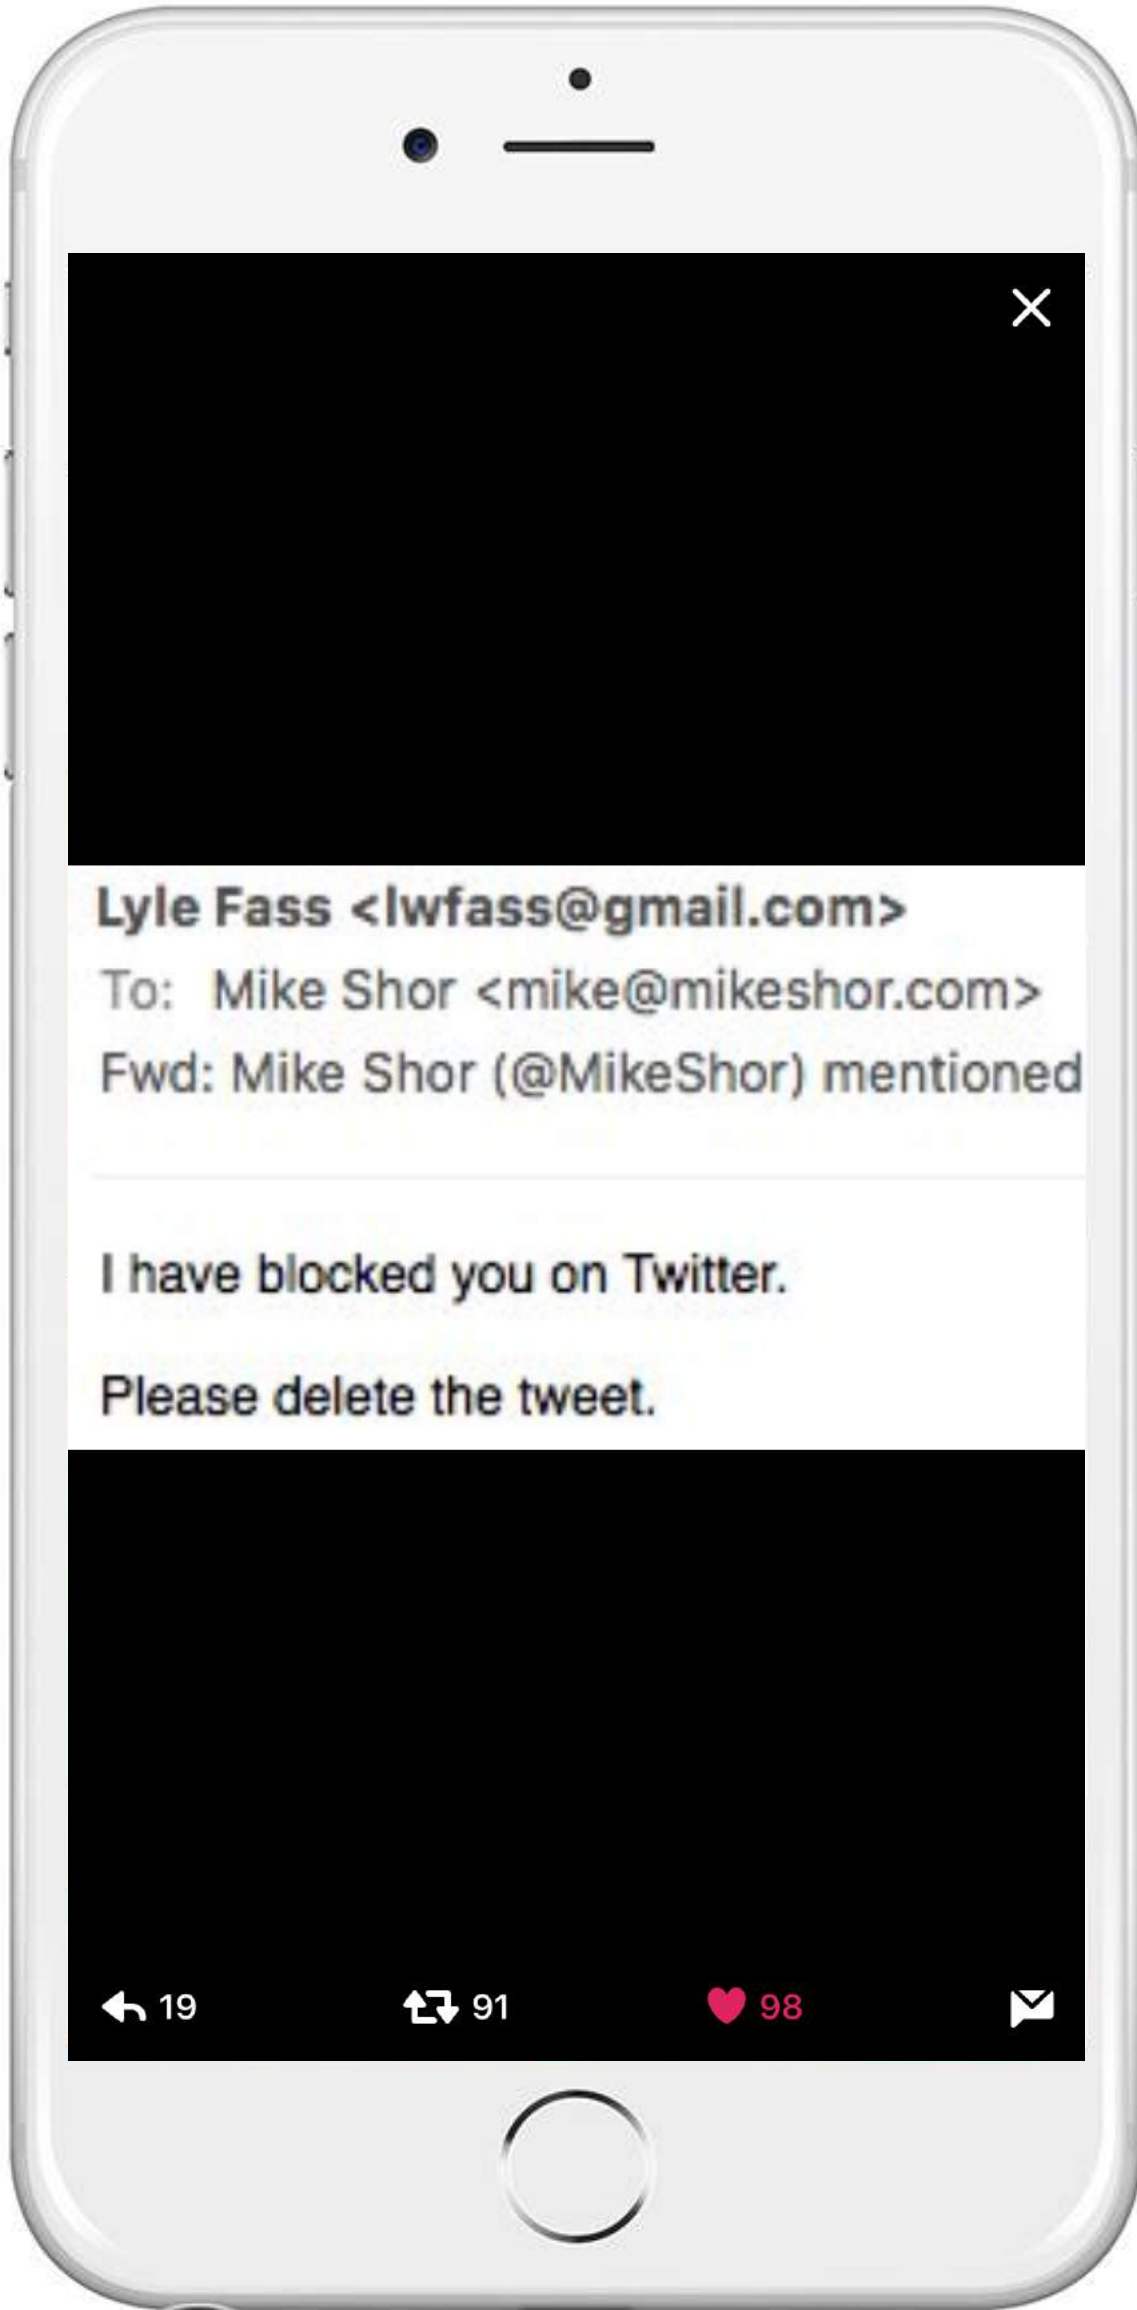 Lyle Fass <lwfass@gmail.com>
To: Mike Shor <mike@mikeshor.com>
Fwd: Mike Shor (@MikeShor) mentioned
I have blocked you on Twitter.
Please delete the tweet.
19 91 98